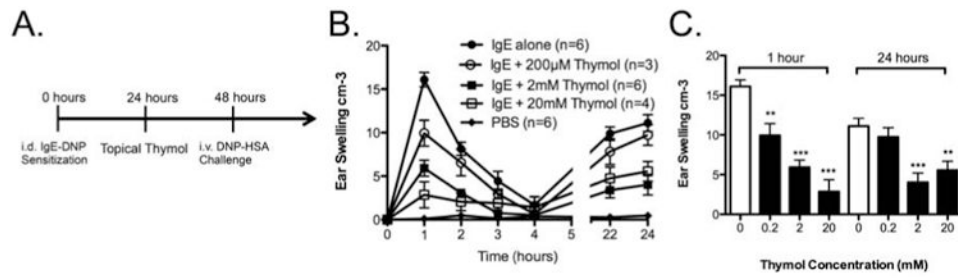 A.
0 hours 24 hours 48 hours
i.d. IgE-DNP Sensitization
Topical Thymol
i.v. DNP-HSA Challenge
B.
Ear Swelling cm-3
20
15
10
5
0
IgE alone (n=6)
IgE + 200µM Thymol (n=3)
IgE + 2mM Thymol (n=6)
IgE + 20mM Thymol (n=4)
PBS (n=6)
0 1 2 3 4 5 22 24
Time (hours)
C.
Ear Swelling cm-3
20
15
10
5
0
1 hour 24 hours
** *** *** *** **
0 0.2 2 20 0 0.2 2 20
Thymol Concentration (mM)